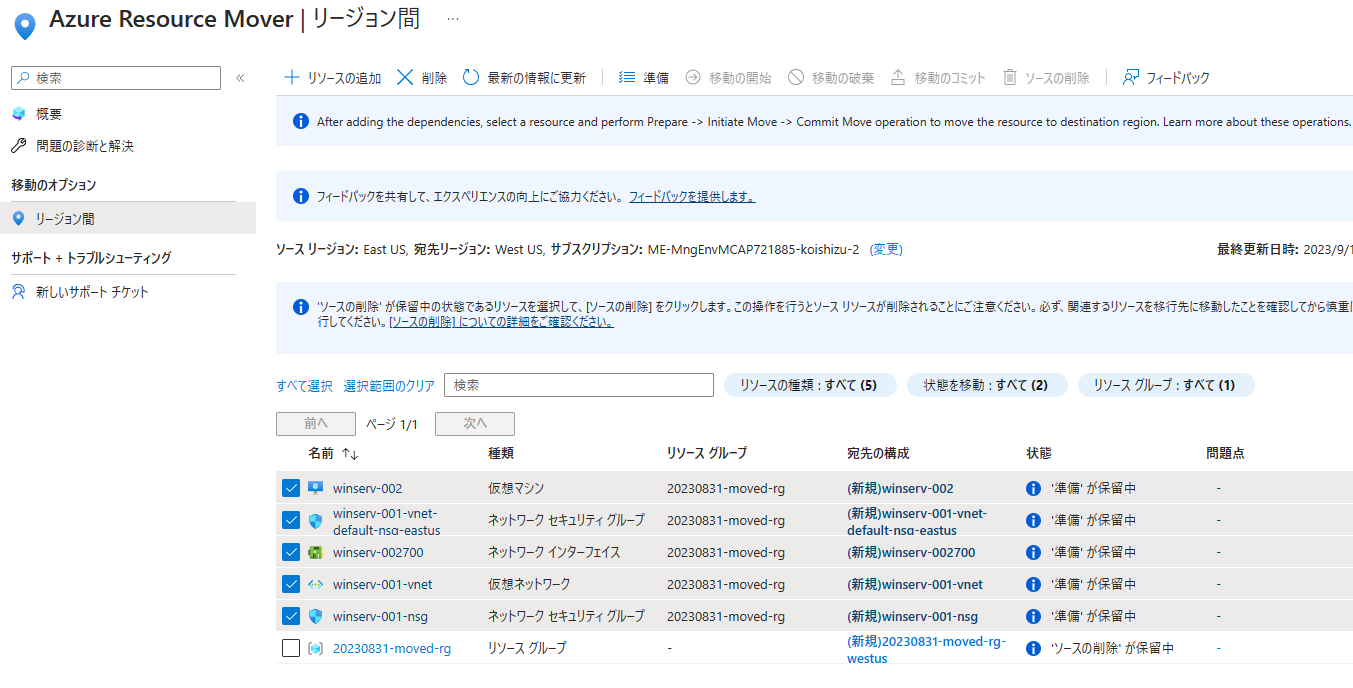 Azure Resource Mover | リージョン間 …
検索 «
概要
問題の診断と解決
移動のオプション
リージョン間
サポート + トラブルシューティング
新しいサポート チケット
リソースの追加 削除 最新の情報に更新 準備 移動の開始 移動の破棄 移動のコミット ソースの削除 フィードバック
After adding the dependencies, select a resource and perform Prepare -> Initiate Move -> Commit Move operation to move the resource to destination region. Learn more about these operations.
フィードバックを共有して、エクスペリエンスの向上にご協力ください。 フィードバックを提供します。
ソース リージョン: East US, 宛先リージョン: West US, サブスクリプション: ME-MngEnvMCAP721885-koishizu-2 (変更) 最終更新日時: 2023/9/1
'ソースの削除' が保留中の状態であるリソースを選択して、[ソースの削除] をクリックします。この操作を行うとソース リソースが削除されることにご注意ください。必ず、関連するリソースを移行先に移動したことを確認してから慎重に
行してください。[ソースの削除] についての詳細をご確認ください。
すべて選択 選択範囲のクリア 検索 リソースの種類 : すべて (5) 状態を移動 : すべて (2) リソース グループ : すべて (1)
前へ ページ 1/1 次へ
名前 ↑↓ 種類 リソース グループ 宛先の構成 状態 問題点
winserv-002 仮想マシン 20230831-moved-rg (新規)winserv-002 '準備' が保留中 -
winserv-001-vnet-default-nsg-eastus ネットワーク セキュリティ グループ 20230831-moved-rg (新規)winserv-001-vnet-default-nsg-eastus '準備' が保留中 -
winserv-002700 ネットワーク インターフェイス 20230831-moved-rg (新規)winserv-002700 '準備' が保留中 -
winserv-001-vnet 仮想ネットワーク 20230831-moved-rg (新規)winserv-001-vnet '準備' が保留中 -
winserv-001-nsg ネットワーク セキュリティ グループ 20230831-moved-rg (新規)winserv-001-nsg '準備' が保留中 -
20230831-moved-rg リソース グループ - (新規)20230831-moved-rg-westus 'ソースの削除' が保留中 -